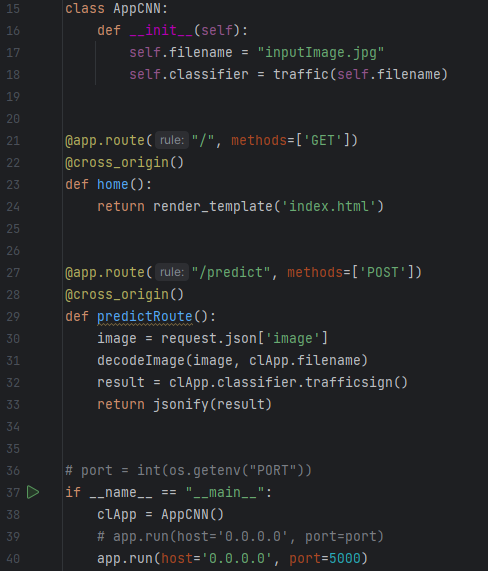 15 class AppCNN:
16     def __init__(self):
17         self.filename = "inputImage.jpg"
18         self.classifier = traffic(self.filename)
19
20
21 @app.route( rule: "/", methods=['GET'])
22 @cross_origin()
23 def home():
24     return render_template('index.html')
25
26
27 @app.route( rule: "/predict", methods=['POST'])
28 @cross_origin()
29 def predictRoute():
30     image = request.json['image']
31     decodeImage(image, clApp.filename)
32     result = clApp.classifier.trafficsign()
33     return jsonify(result)
34
35
36 # port = int(os.getenv("PORT"))
37 if __name__ == "__main__":
38     clApp = AppCNN()
39     # app.run(host='0.0.0.0', port=port)
40     app.run(host='0.0.0.0', port=5000)